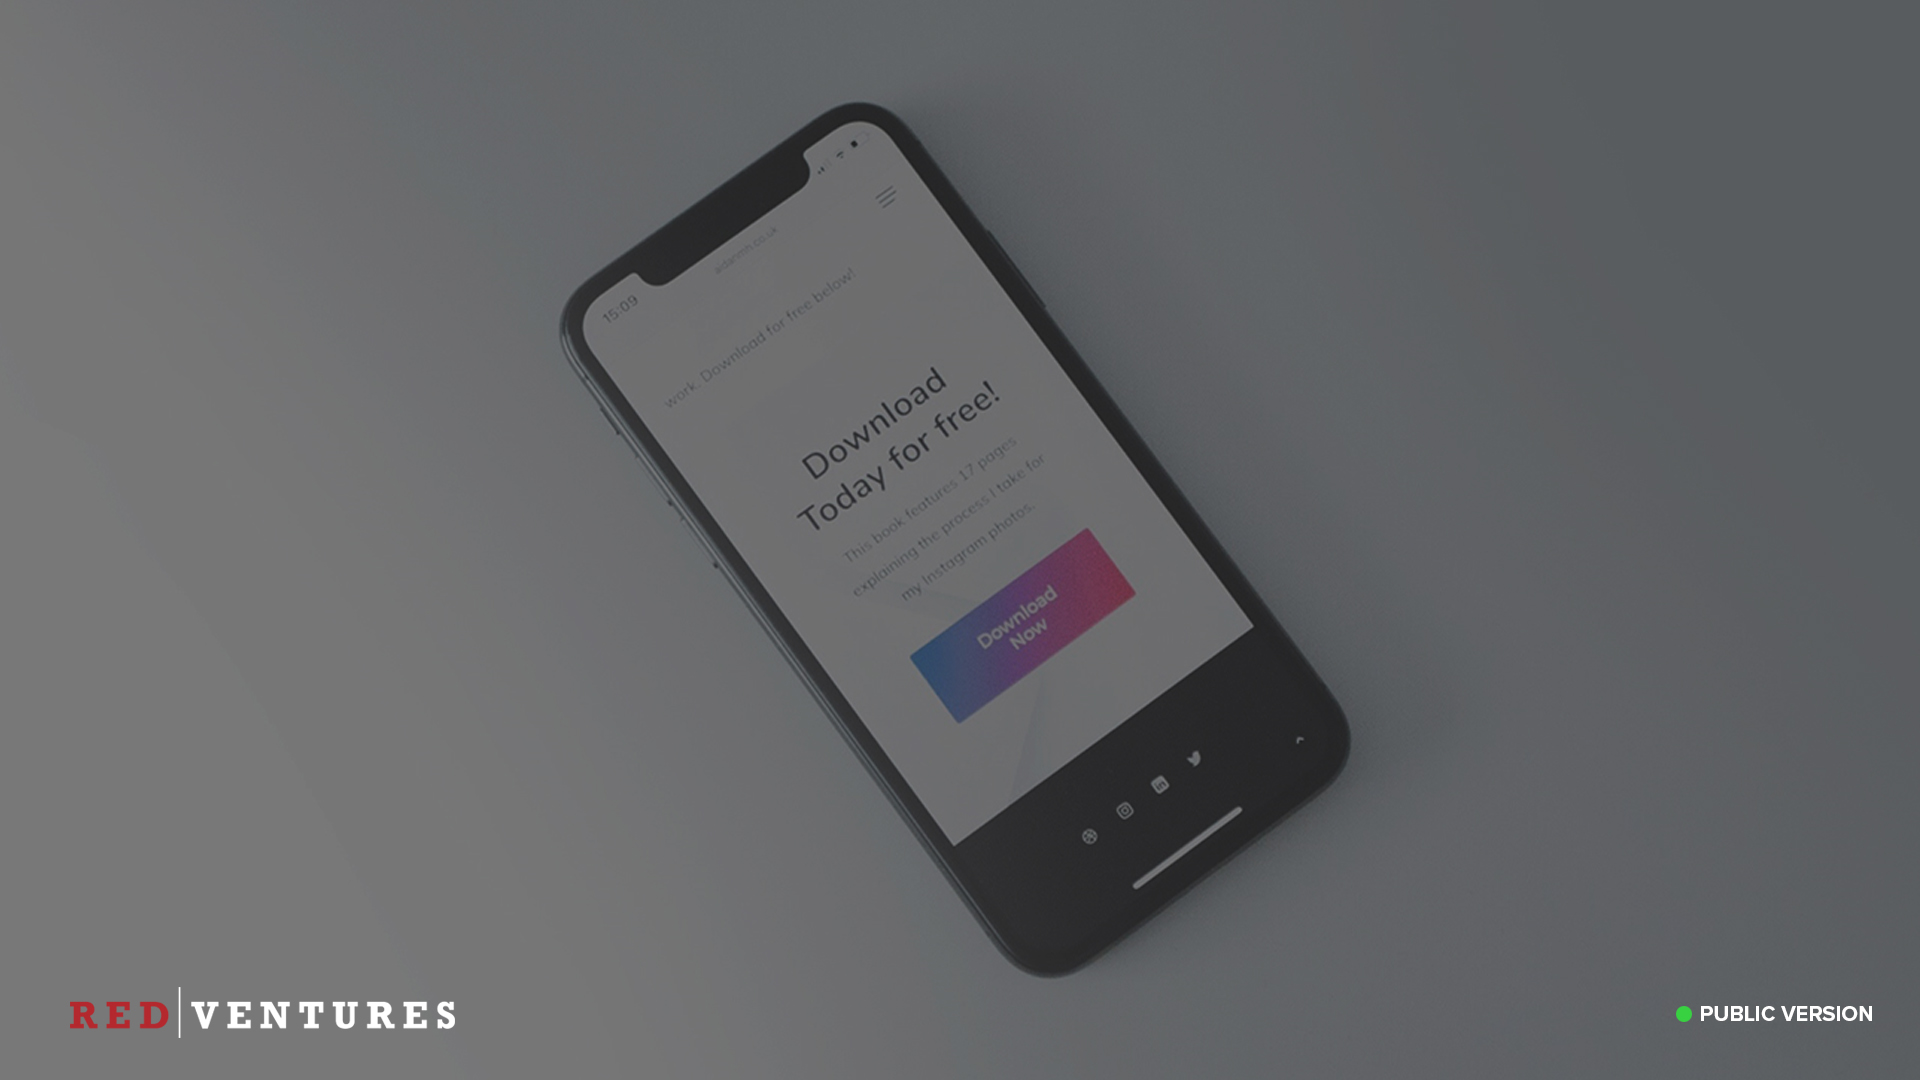 15:09
aidanmh.co.uk
work. Download for free below!
Download
Today for free!
This book features 17 pages
explaining the process I take for
my Instagram photos.
Download
Now
RED VENTURES
PUBLIC VERSION